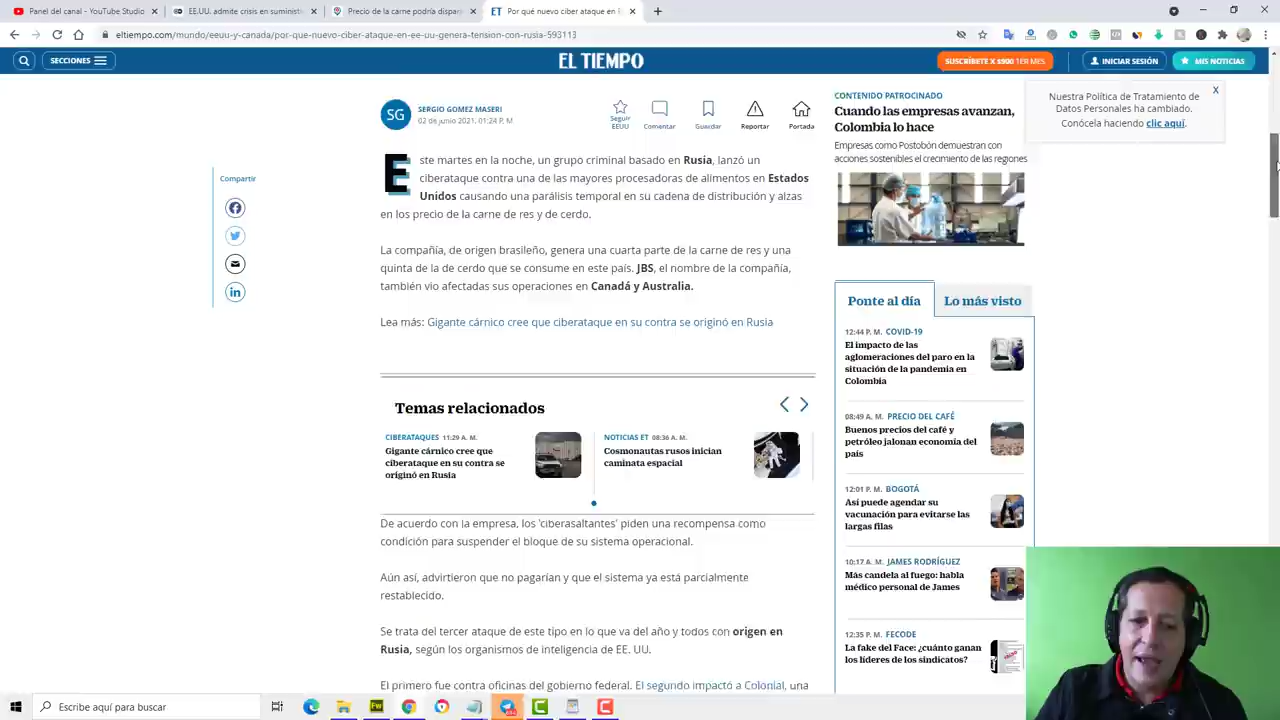 Panel del canal - YouTube Studio
EE.UU. admite crisis en suministr
Precio de la carne podría dispar
Por qué nuevo ciber ataque en
eltiempo.com/mundo/eeuu-y-canada/por-que-nuevo-ciber-ataque-en-ee-uu-genera-tension-con-rusia-593113
SECCIONES
EL TIEMPO
SUSCRÍBETE X $900 1ER MES
INICIAR SESIÓN
MIS NOTICIAS
SG
SERGIO GOMEZ MASERI
02 de junio 2021, 01:24 P. M.
Seguir
EEUU
Comentar
Guardar
Reportar
Portada
Compartir
Este martes en la noche, un grupo criminal basado en Rusia, lanzó un
ciberataque contra una de las mayores procesadoras de alimentos en Estados
Unidos causando una parálisis temporal en su cadena de distribución y alzas
en los precio de la carne de res y de cerdo.
La compañía, de origen brasileño, genera una cuarta parte de la carne de res y una
quinta de la de cerdo que se consume en este país. JBS, el nombre de la compañía,
también vio afectadas sus operaciones en Canadá y Australia.
Lea más: Gigante cárnico cree que ciberataque en su contra se originó en Rusia
Temas relacionados
CIBERATAQUES 11:29 A. M.
Gigante cárnico cree que
ciberataque en su contra se
originó en Rusia
NOTICIAS ET 08:36 A. M.
Cosmonautas rusos inician
caminata espacial
De acuerdo con la empresa, los 'ciberasaltantes' piden una recompensa como
condición para suspender el bloque de su sistema operacional.
Aún así, advirtieron que no pagarían y que el sistema ya está parcialmente
restablecido.
Se trata del tercer ataque de este tipo en lo que va del año y todos con origen en
Rusia, según los organismos de inteligencia de EE. UU.
El primero fue contra oficinas del gobierno federal. El segundo impactó a Colonial, una
CONTENIDO PATROCINADO
Cuando las empresas avanzan,
Colombia lo hace
Empresas como Postobón demuestran con
acciones sostenibles el crecimiento de las regiones
Nuestra Política de Tratamiento de
Datos Personales ha cambiado.
Conócela haciendo clic aquí.
X
Ponte al día
Lo más visto
12:44 P. M. COVID-19
El impacto de las
aglomeraciones del paro en la
situación de la pandemia en
Colombia
08:49 A. M. PRECIO DEL CAFÉ
Buenos precios del café y
petróleo jalonan economía del
país
12:01 P. M. BOGOTÁ
Así puede agendar su
vacunación para evitarse las
largas filas
10:17 A. M. JAMES RODRÍGUEZ
Más candela al fuego: habla
médico personal de James
12:35 P. M. FECODE
La fake del Face: ¿cuánto ganan
los líderes de los sindicatos?
Escribe aquí para buscar